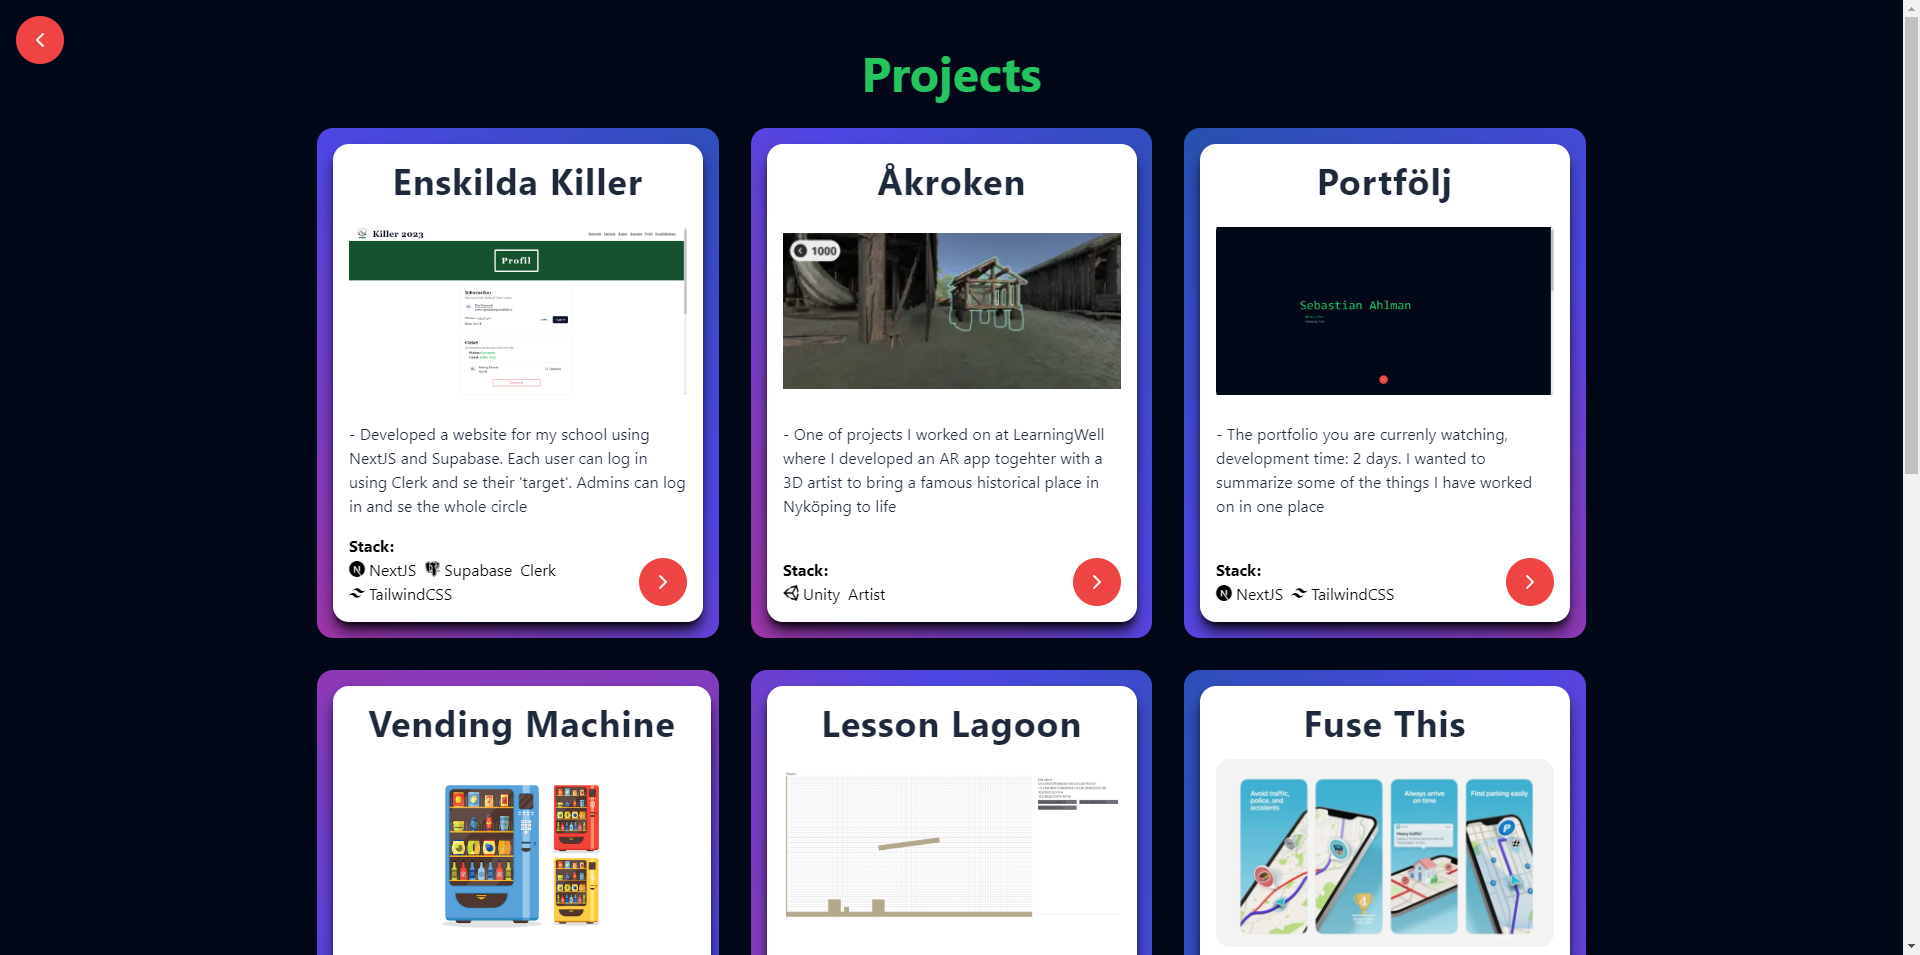 Projects
Enskilda Killer
Killer 2023
Profil
- Developed a website for my school using
NextJS and Supabase. Each user can log in
using Clerk and se their 'target'. Admins can log
in and se the whole circle
Stack:
NextJS Supabase Clerk
TailwindCSS
Åkroken
1000
- One of projects I worked on at LearningWell
where I developed an AR app togehter with a
3D artist to bring a famous historical place in
Nyköping to life
Stack:
Unity Artist
Portfölj
Sebastian Ahlman
- The portfolio you are currenly watching,
development time: 2 days. I wanted to
summarize some of the things I have worked
on in one place
Stack:
NextJS TailwindCSS
Vending Machine
Lesson Lagoon
Fuse This
Avoid traffic,
police, and
accidents
Always arrive
on time
Heavy traffic
Find parking easily
P